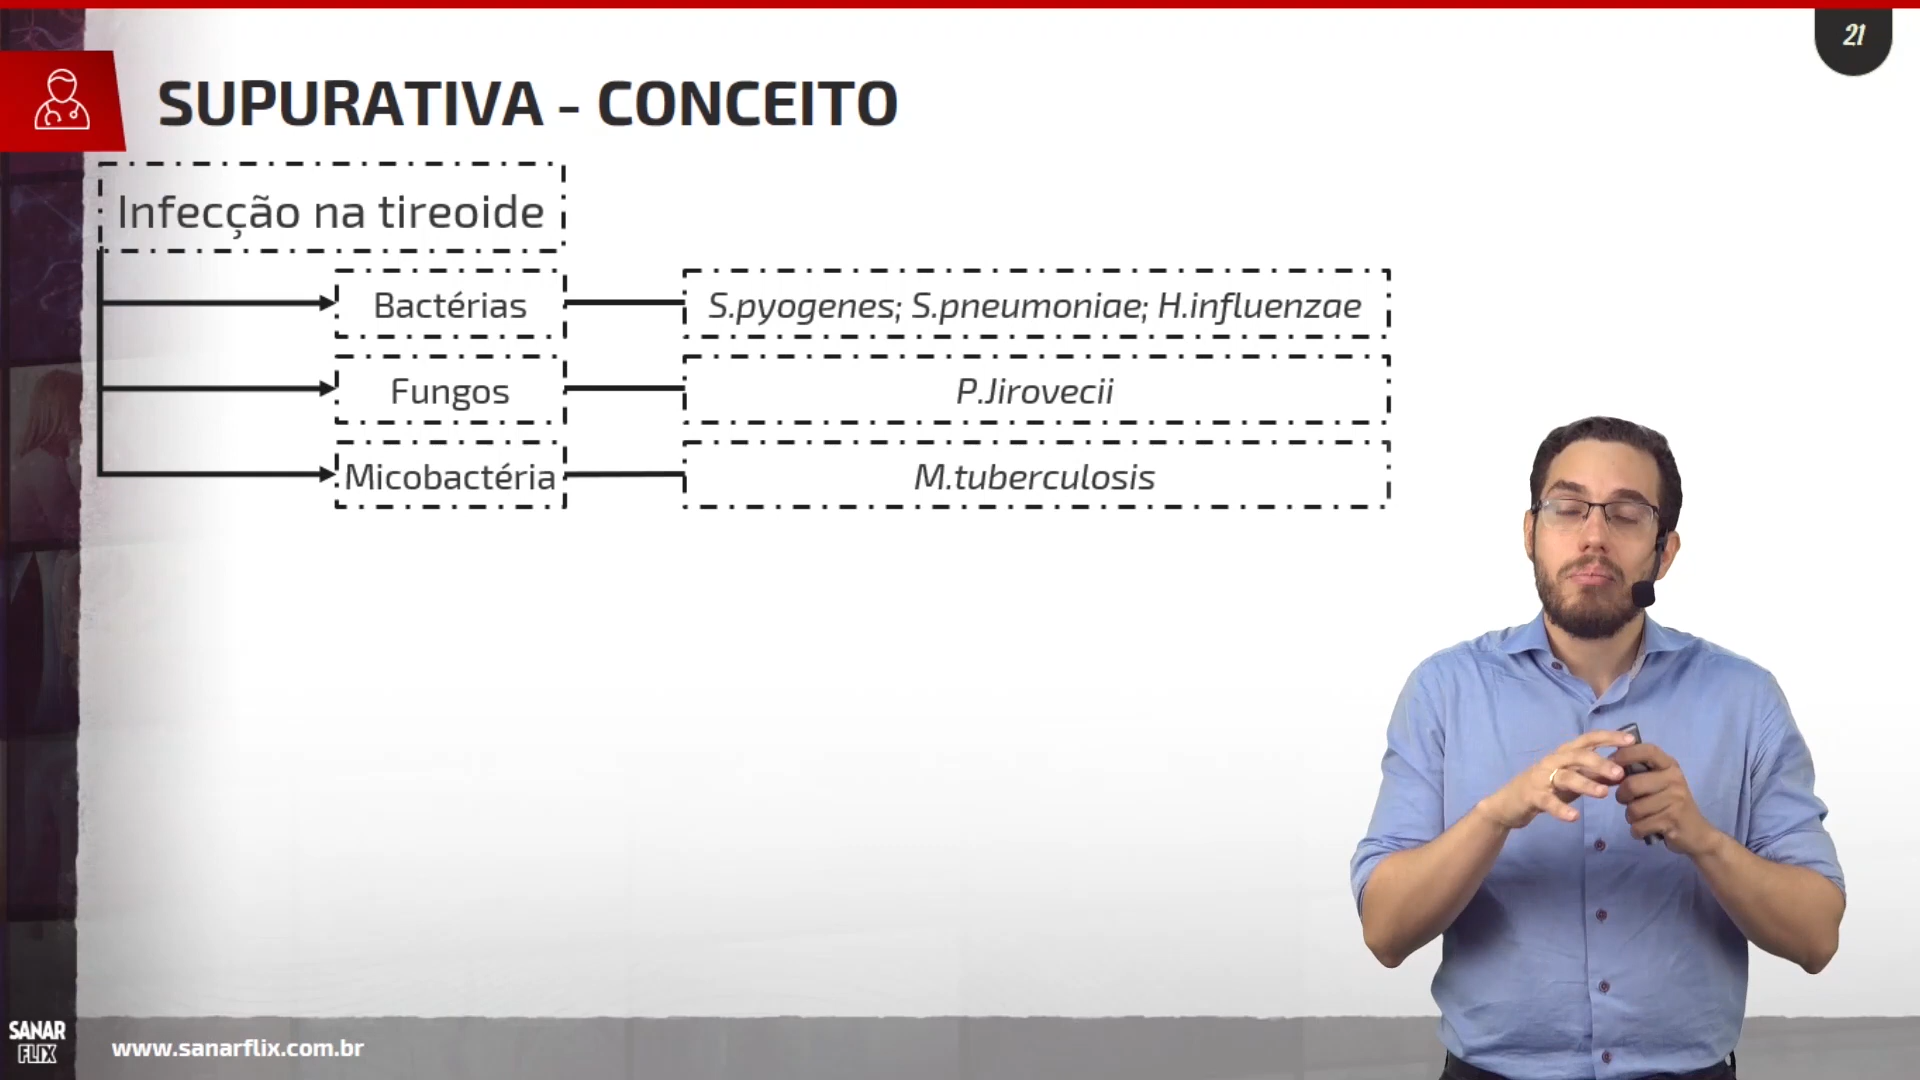 21
SUPURATIVA - CONCEITO
Infecção na tireoide
Bactérias
S.pyogenes; S.pneumoniae; H.influenzae
Fungos
P.Jirovecii
Micobactéria
M.tuberculosis
SANAR
FLIX
www.sanarflix.com.br